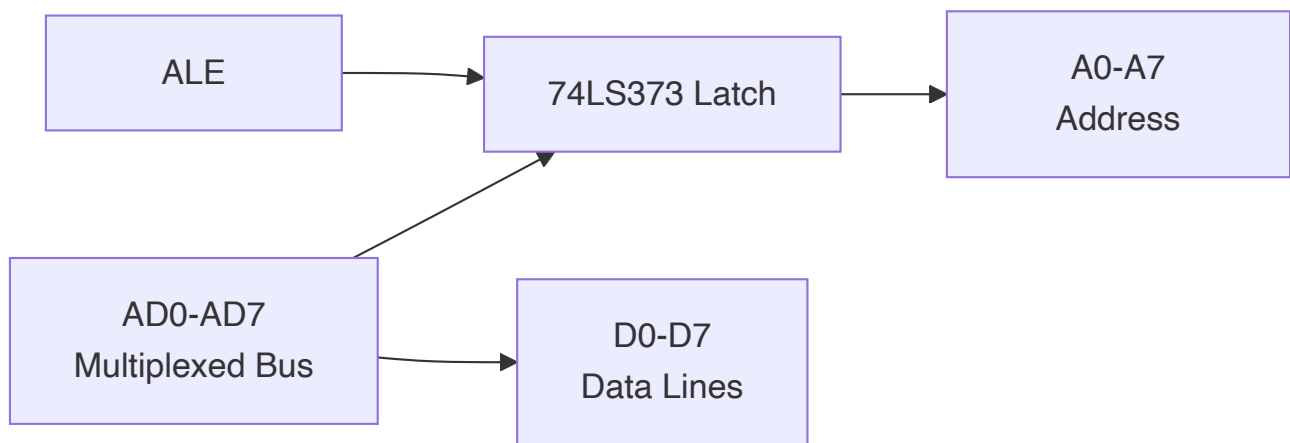 ALE
74LS373 Latch
A0-A7
Address
AD0-AD7
Multiplexed Bus
D0-D7
Data Lines